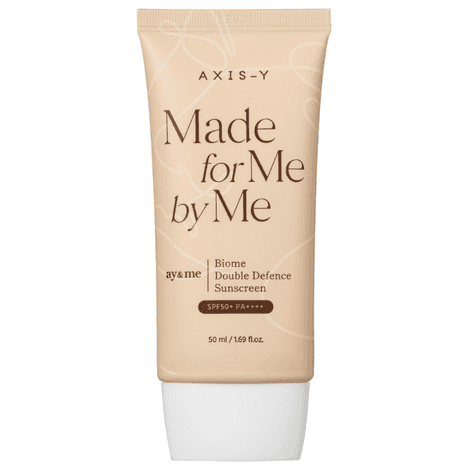 AXIS-Y
Made
for Me
by Me
ay&me
Biome
Double Defence
Sunscreen
SPF50+ PA++++
50 ml / 1.69 fl.oz.